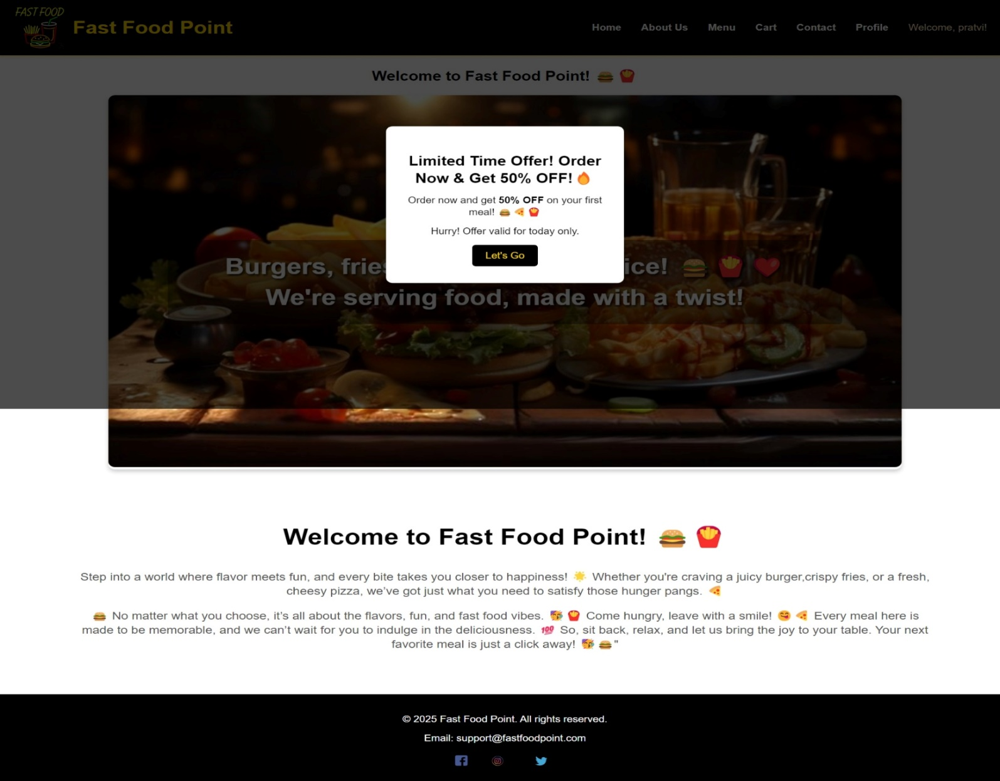 FAST FOOD
Fast Food Point
Home About Us Menu Cart Contact Profile Welcome, pratvi!
Welcome to Fast Food Point! 🍔 🍟
Limited Time Offer! Order
Now & Get 50% OFF! 🔥
Order now and get 50% OFF on your first
meal! 🍔 🍕 🍟
Hurry! Offer valid for today only.
Let's Go
Burgers, fries ice! 🍔 🍟 ❤️
We're serving food, made with a twist!
Welcome to Fast Food Point! 🍔 🍟
Step into a world where flavor meets fun, and every bite takes you closer to happiness! 🌟 Whether you're craving a juicy burger,crispy fries, or a fresh,
cheesy pizza, we’ve got just what you need to satisfy those hunger pangs. 🍕
🍔 No matter what you choose, it’s all about the flavors, fun, and fast food vibes. 🥳 🍟 Come hungry, leave with a smile! 😋 🍕 Every meal here is
made to be memorable, and we can’t wait for you to indulge in the deliciousness. 💯 So, sit back, relax, and let us bring the joy to your table. Your next
favorite meal is just a click away! 🥳 🍔"
© 2025 Fast Food Point. All rights reserved.
Email: support@fastfoodpoint.com